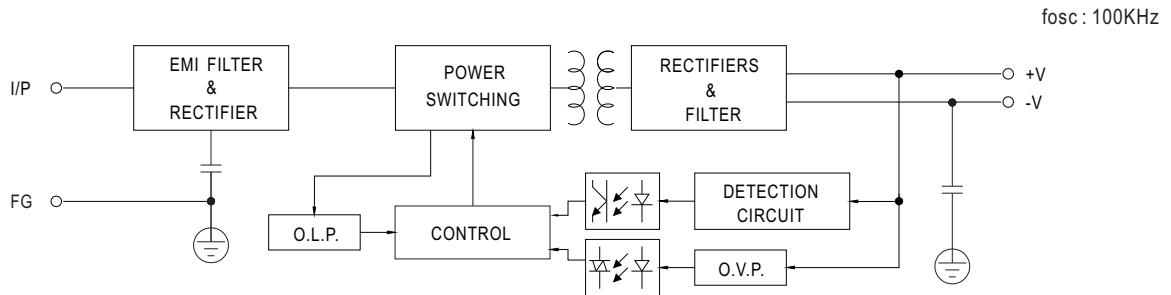 fosc : 100KHz
I/P
EMI FILTER
&
RECTIFIER
POWER
SWITCHING
RECTIFIERS
&
FILTER
+V
-V
FG
O.L.P.
CONTROL
DETECTION
CIRCUIT
O.V.P.